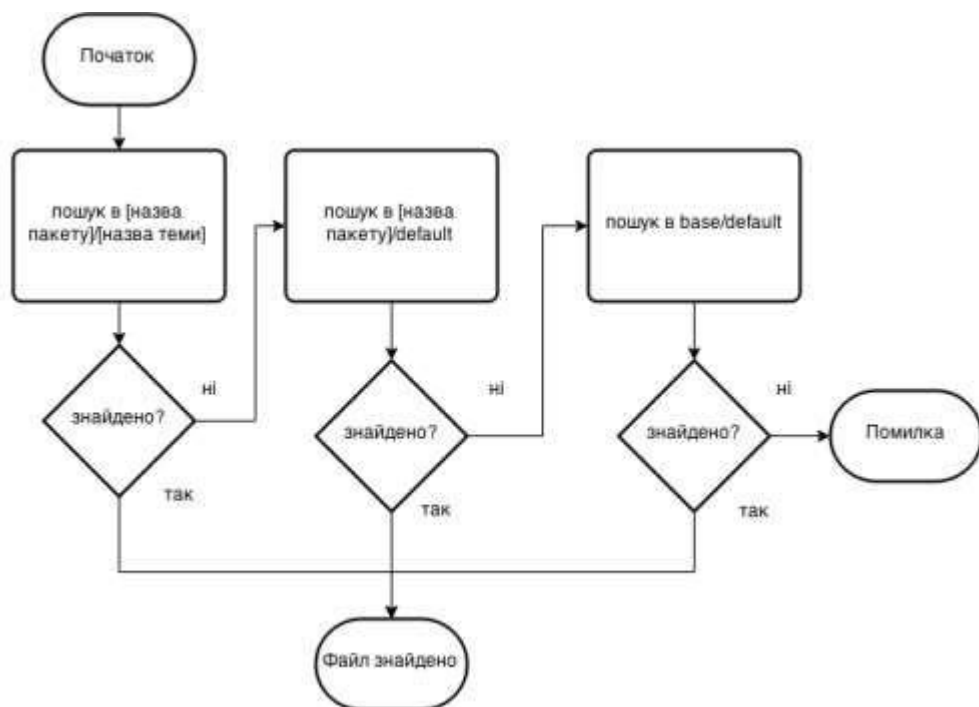 Початок
пошук в [назва
пакету]/[назва теми]
пошук в [назва
пакету]/default
пошук в base/default
ні
ні
ні
знайдено?
знайдено?
знайдено?
Помилка
так
так
так
Файл знайдено